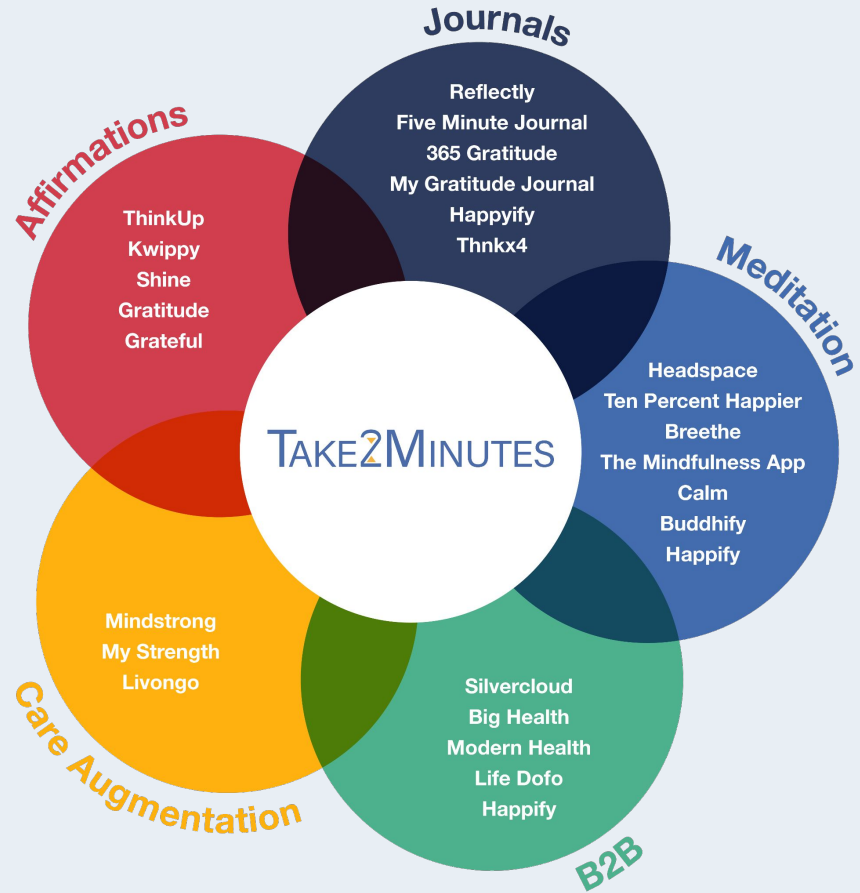 Journals
Reflectly
Five Minute Journal
365 Gratitude
My Gratitude Journal
Happyify
Thnkx4
Affirmations
ThinkUp
Kwippy
Shine
Gratitude
Grateful
Meditation
Headspace
Ten Percent Happier
Breethe
The Mindfulness App
Calm
Buddhify
Happify
TAKE2MINUTES
Mindstrong
My Strength
Livongo
Care Augmentation
Silvercloud
Big Health
Modern Health
Life Dofo
Happify
B2B